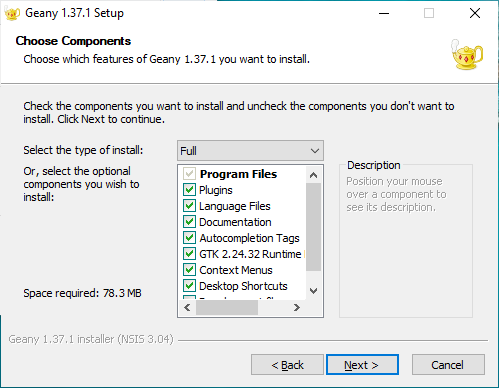 Geany 1.37.1 Setup
Choose Components
Choose which features of Geany 1.37.1 you want to install.
Check the components you want to install and uncheck the components you don't want to
install. Click Next to continue.
Select the type of install:
Full
Or, select the optional
components you wish to
install:
Program Files
Plugins
Language Files
Documentation
Autocompletion Tags
GTK 2.24.32 Runtime
Context Menus
Desktop Shortcuts
Description
Position your mouse
over a component to
see its description.
Space required: 78.3 MB
Geany 1.37.1 installer (NSIS 3.04)
< Back
Next >
Cancel